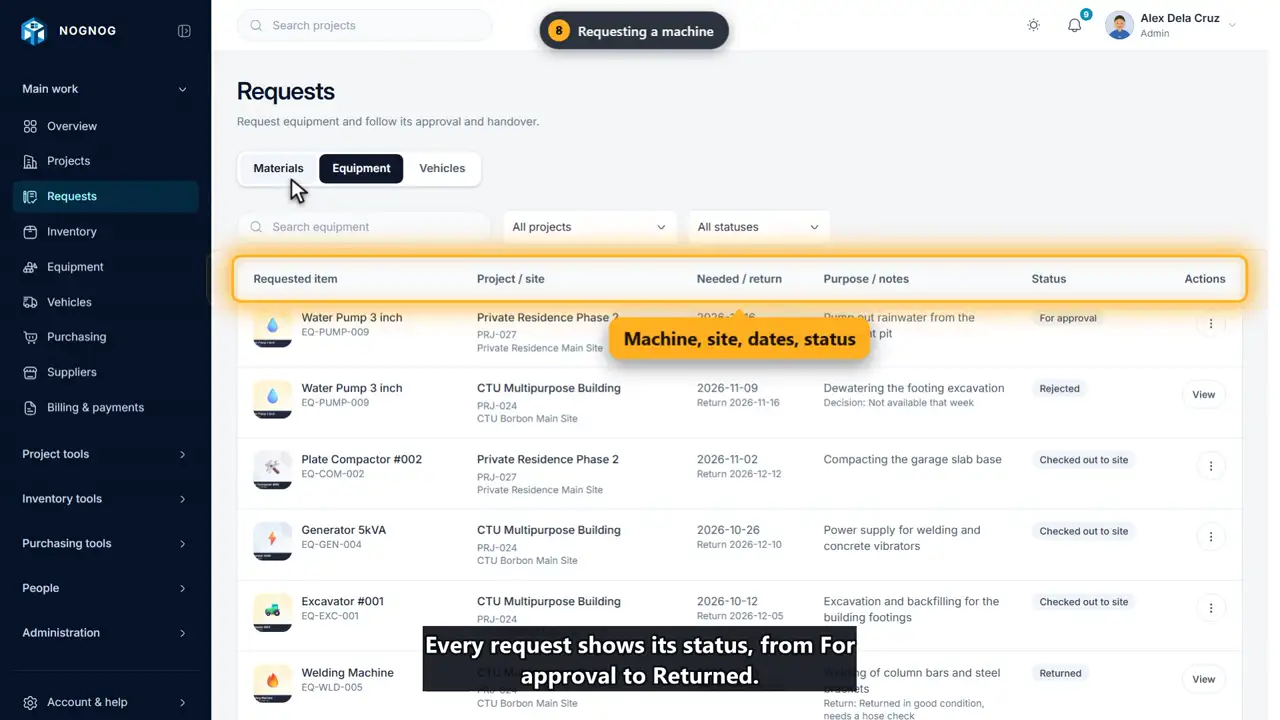 NOGNOG
Search projects
8 Requesting a machine
9
Alex Dela Cruz
Admin
Main work
Overview
Projects
Requests
Inventory
Equipment
Vehicles
Purchasing
Suppliers
Billing & payments
Project tools
Inventory tools
Purchasing tools
People
Administration
Account & help
Requests
Request equipment and follow its approval and handover.
Materials Equipment Vehicles
Search equipment All projects All statuses
Requested item Project / site Needed / return Purpose / notes Status Actions
Machine, site, dates, status
Water Pump 3 inch Private Residence Phase 2 Pump out rainwater from the For approval
EQ-PUMP-009 PRJ-027 pit
Private Residence Main Site
Water Pump 3 inch CTU Multipurpose Building 2026-11-09 Dewatering the footing excavation Rejected View
EQ-PUMP-009 PRJ-024 Return 2026-11-16 Decision: Not available that week
CTU Borbon Main Site
Plate Compactor #002 Private Residence Phase 2 2026-11-02 Compacting the garage slab base Checked out to site
EQ-COM-002 PRJ-027 Return 2026-12-12
Private Residence Main Site
Generator 5kVA CTU Multipurpose Building 2026-10-26 Power supply for welding and Checked out to site
EQ-GEN-004 PRJ-024 Return 2026-12-10 concrete vibrators
CTU Borbon Main Site
Excavator #001 CTU Multipurpose Building 2026-10-12 Excavation and backfilling for the Checked out to site
EQ-EXC-001 PRJ-024 Return 2026-12-05 building footings
Welding Machine of column bars and steel Returned View
EQ-WLD-005
CTU Borbon Main Site Return: Returned in good condition,
needs a hose check
Every request shows its status, from For
approval to Returned.